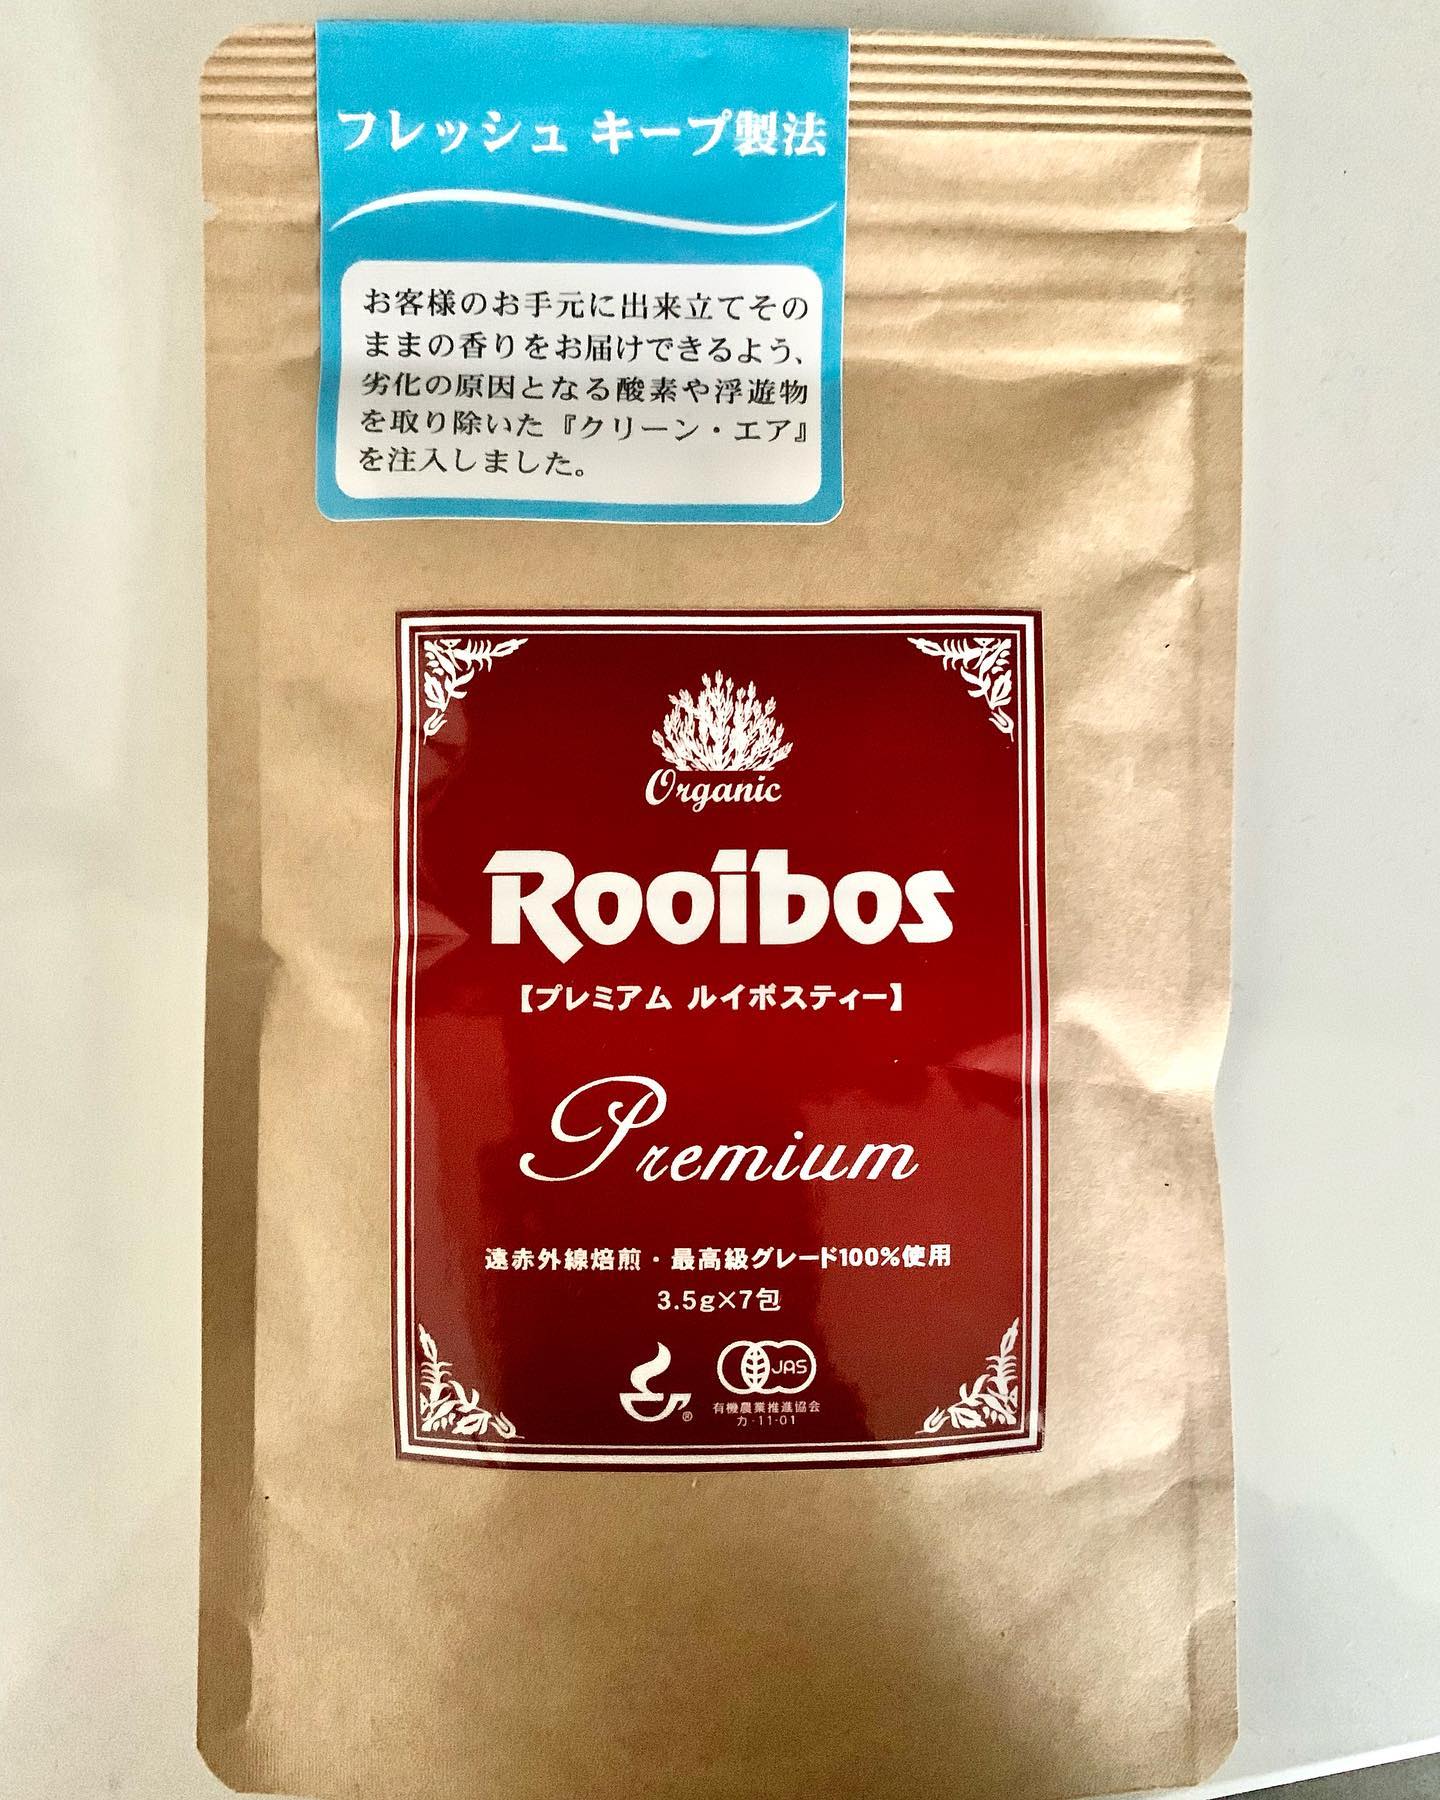 フレッシュ キープ製法
お客様のお手元に出来立てその
ままの香りをお届けできるよう、
劣化の原因となる酸素や浮遊物
を取り除いた『クリーン・エア』
を注入しました。
Organic
Rooibos
【プレミアム ルイボスティー】
Premium
遠赤外線焙煎・最高級グレード100%使用
3.5g×7包
® JAS
有機農業推進協会
カ-11-01